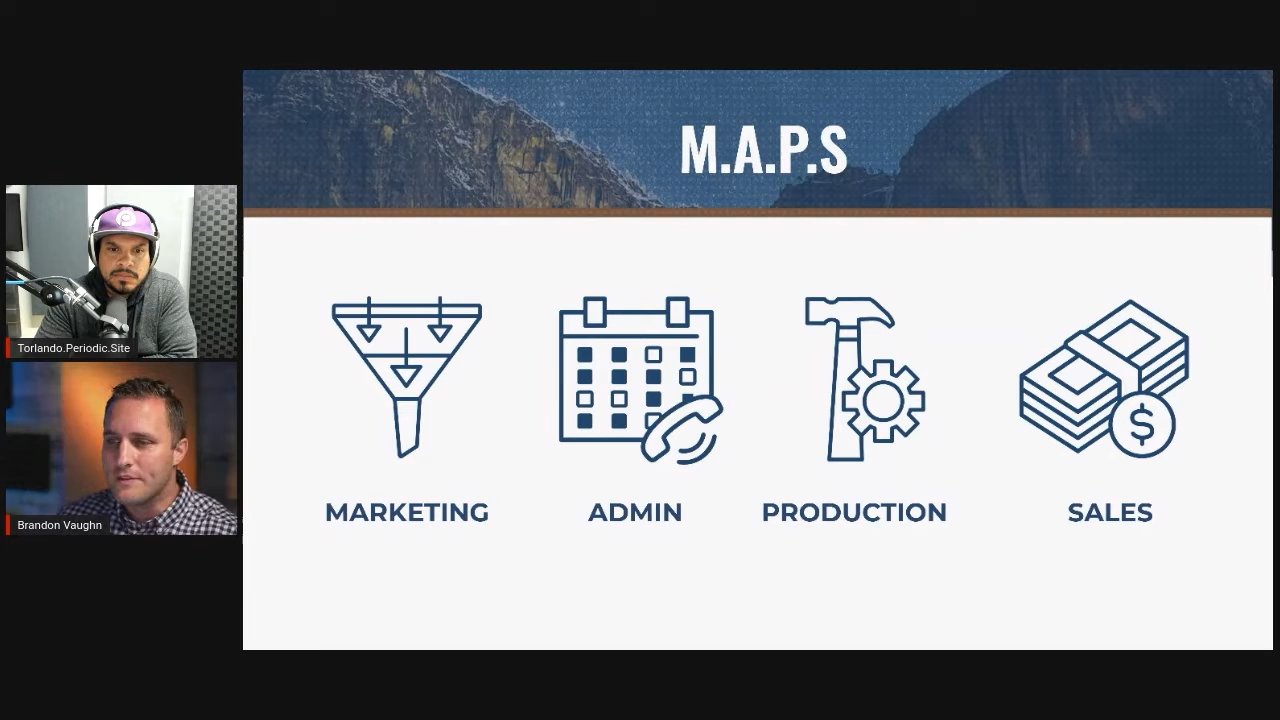 M.A.P.S
Torlando.Periodic.Site
Brandon Vaughn
MARKETING
ADMIN
PRODUCTION
SALES
$